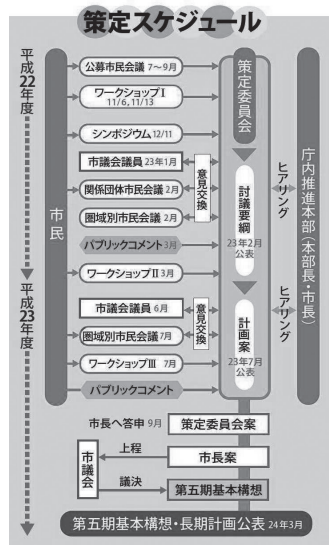 策定スケジュール
平成22年度
平成23年度
市民
公募市民会議 7~9月
ワークショップI
11/6、11/13
シンポジウム 12/11
市議会議員 23年1月
関係団体市民会議 2月
圏域別市民会議 2月
パブリックコメント 3月
ワークショップⅡ 3月
市議会議員 6月
圏域別市民会議 7月
ワークショップⅢ 7月
パブリックコメント
意見交換
意見交換
策定委員会
討議要綱
23年2月
公表
計画案
23年7月
公表
ヒアリング
ヒアリング
庁内推進本部(本部長・市長)
市長へ答申 9月
策定委員会案
市議会
上程
市長案
議決
第五期基本構想
第五期基本構想・長期計画公表 24年3月